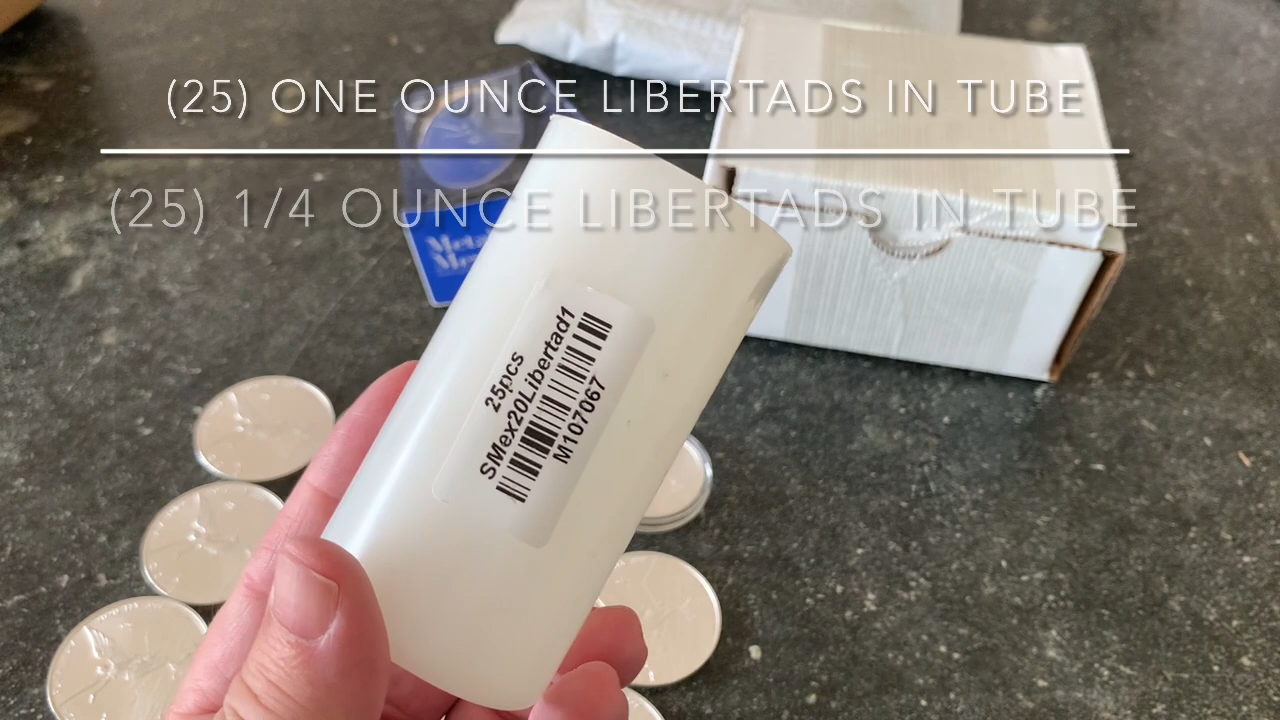 (25) ONE OUNCE LIBERTADS IN TUBE
(25) 1/4 OUNCE LIBERTADS IN TUBE
25pcs
SMex20Libertad1
M107067